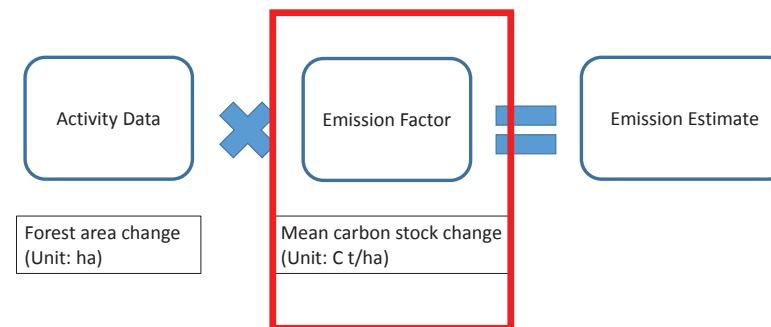 Activity Data
Emission Factor
Emission Estimate
Forest area change
(Unit: ha)
Mean carbon stock change
(Unit: C t/ha)